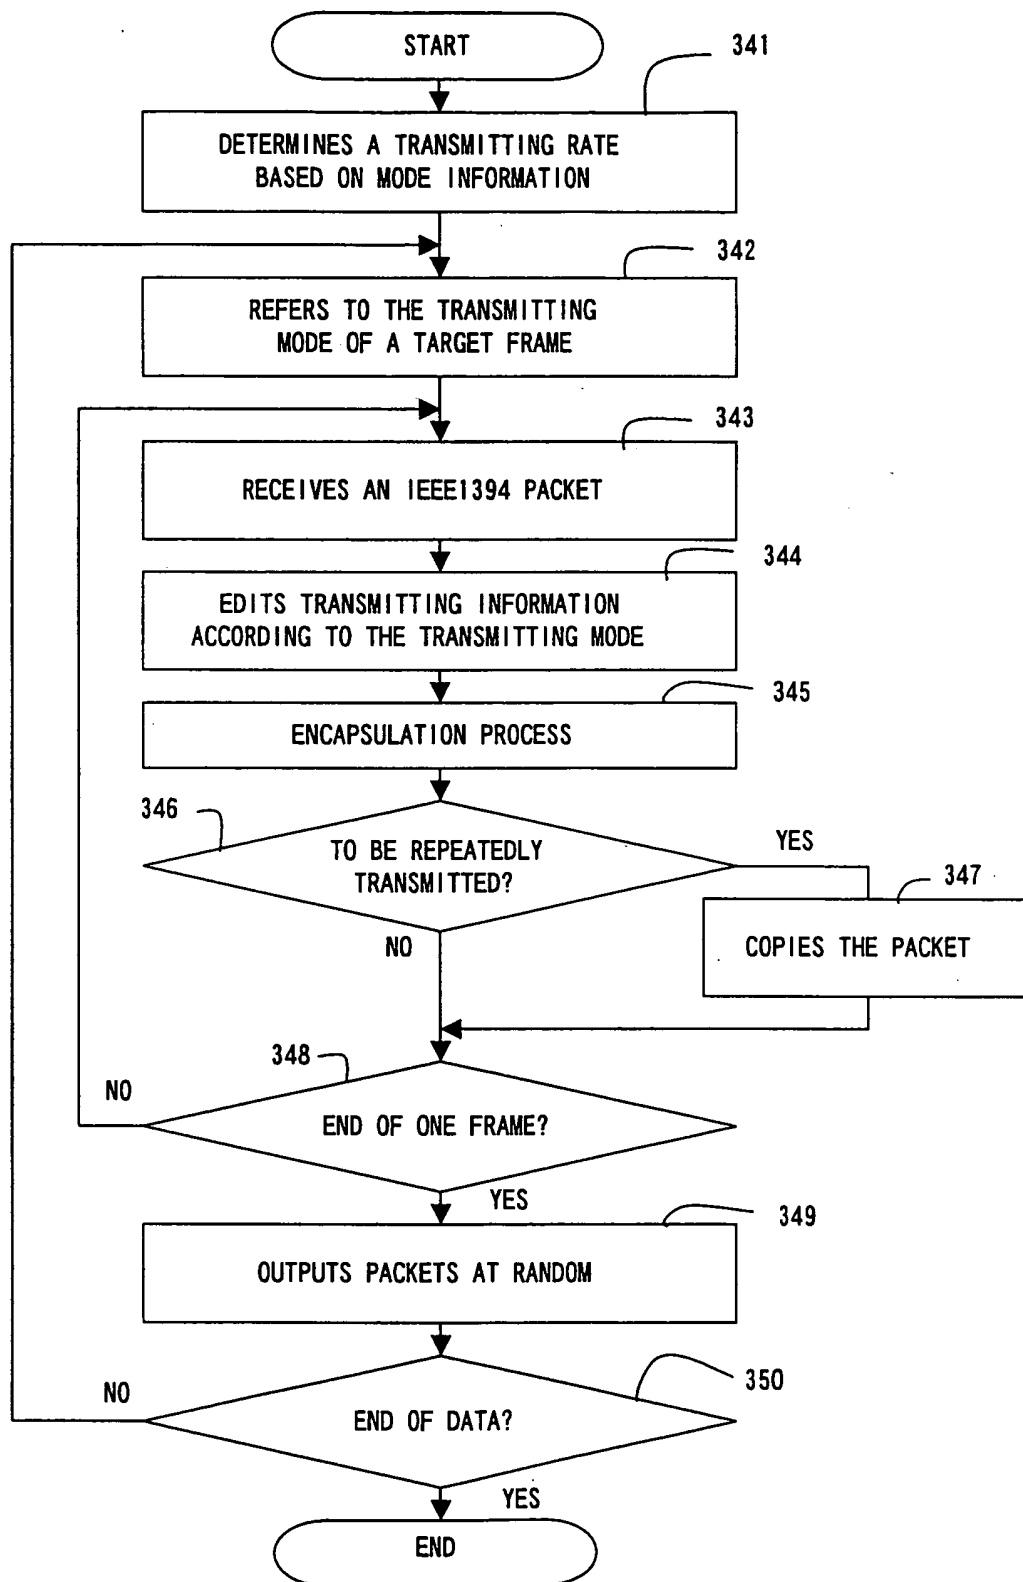 START
341
DETERMINES A TRANSMITTING RATE
BASED ON MODE INFORMATION
342
REFERS TO THE TRANSMITTING
MODE OF A TARGET FRAME
343
RECEIVES AN IEEE1394 PACKET
344
EDITS TRANSMITTING INFORMATION
ACCORDING TO THE TRANSMITTING MODE
345
ENCAPSULATION PROCESS
346
TO BE REPEATEDLY
TRANSMITTED?
YES
347
COPIES THE PACKET
NO
348
NO
END OF ONE FRAME?
YES
349
OUTPUTS PACKETS AT RANDOM
350
NO
END OF DATA?
YES
END